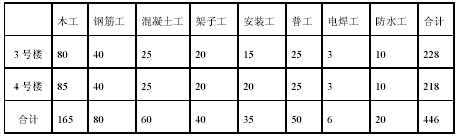 木工 钢筋工 混凝土工 架子工 安装工 普工 电焊工 防水工 合计
3 号楼 80 40 25 20 15 25 3 10 228
4 号楼 85 40 25 20 20 25 3 10 218
合计 165 80 60 40 35 50 6 20 446